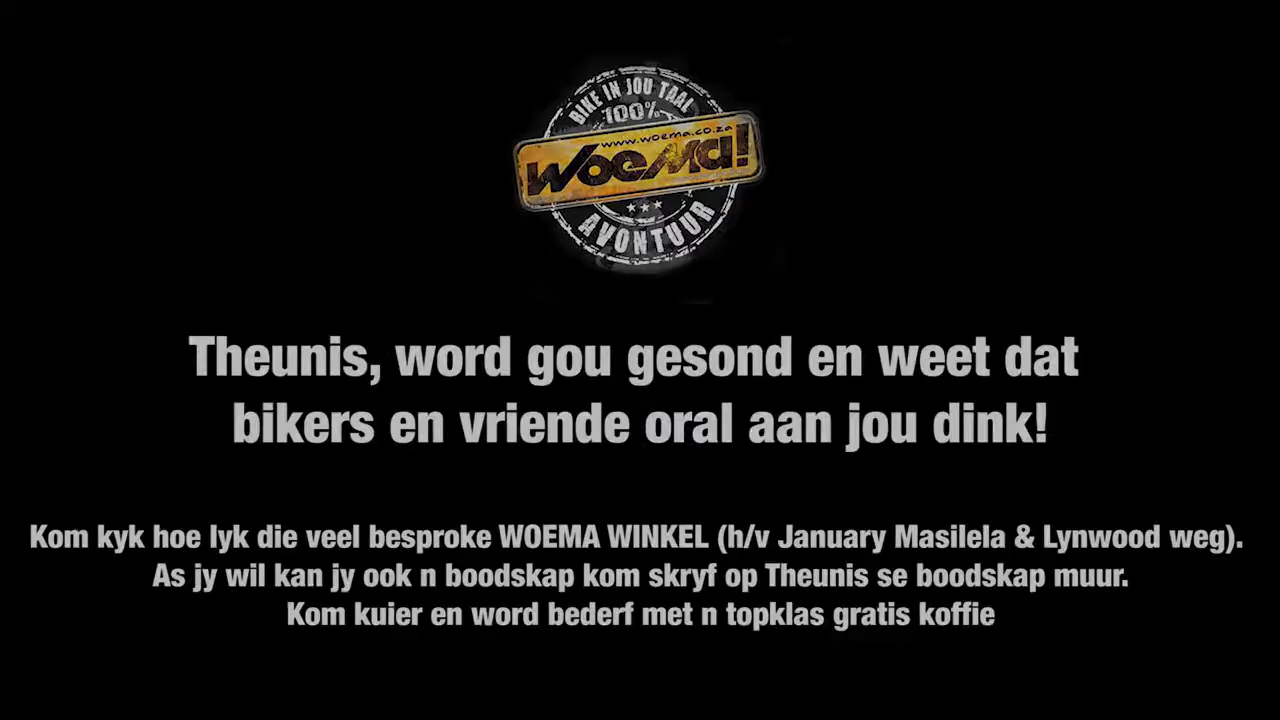 BIKE IN JOU TAAL
100%
www.woema.co.za
WOEMA!
AVONTUUR
Theunis, word gou gesond en weet dat
bikers en vriende oral aan jou dink!
Kom kyk hoe lyk die veel besproke WOEMA WINKEL (h/v January Masilela & Lynwood weg).
As jy wil kan jy ook n boodskap kom skryf op Theunis se boodskap muur.
Kom kuier en word bederf met n topklas gratis koffie